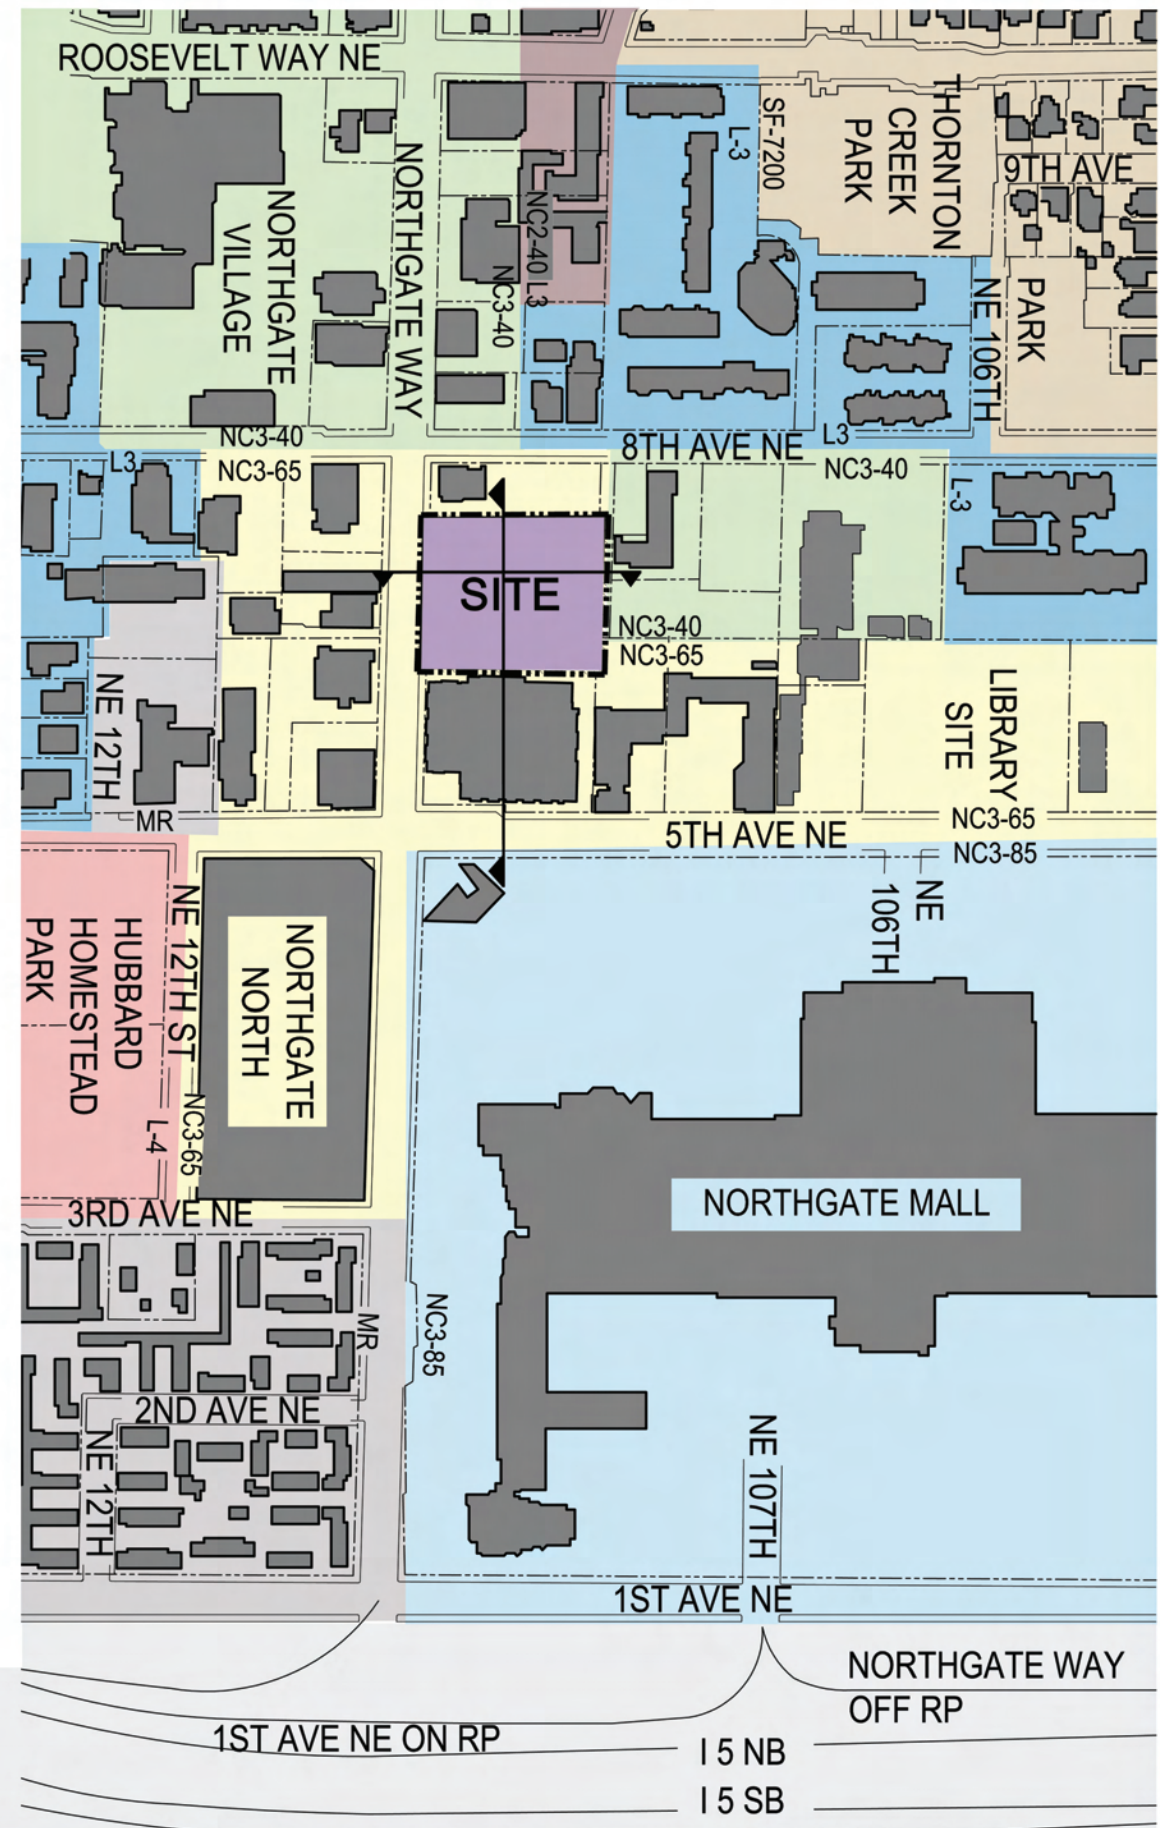 ROOSEVELT WAY NE
THORNTON
CREEK
PARK
SF-7200
L-3
9TH AVE
NORTHGATE WAY
NORTHGATE
VILLAGE
NC2-40
L3
NC3-40
NE 106TH
PARK
NC3-40
NC3-65
8TH AVE NE
L3
NC3-40
L3
L-3
SITE
NC3-40
NC3-65
LIBRARY
SITE
NE 12TH
MR
5TH AVE NE
NC3-65
NC3-85
NE
106TH
HUBBARD
HOMESTEAD
PARK
NE 12TH ST
NORTHGATE
NORTH
L-4
NC3-65
NORTHGATE MALL
3RD AVE NE
MR
NC3-85
2ND AVE NE
NE 12TH
NE 107TH
1ST AVE NE
NORTHGATE WAY
OFF RP
1ST AVE NE ON RP
I 5 NB
I 5 SB